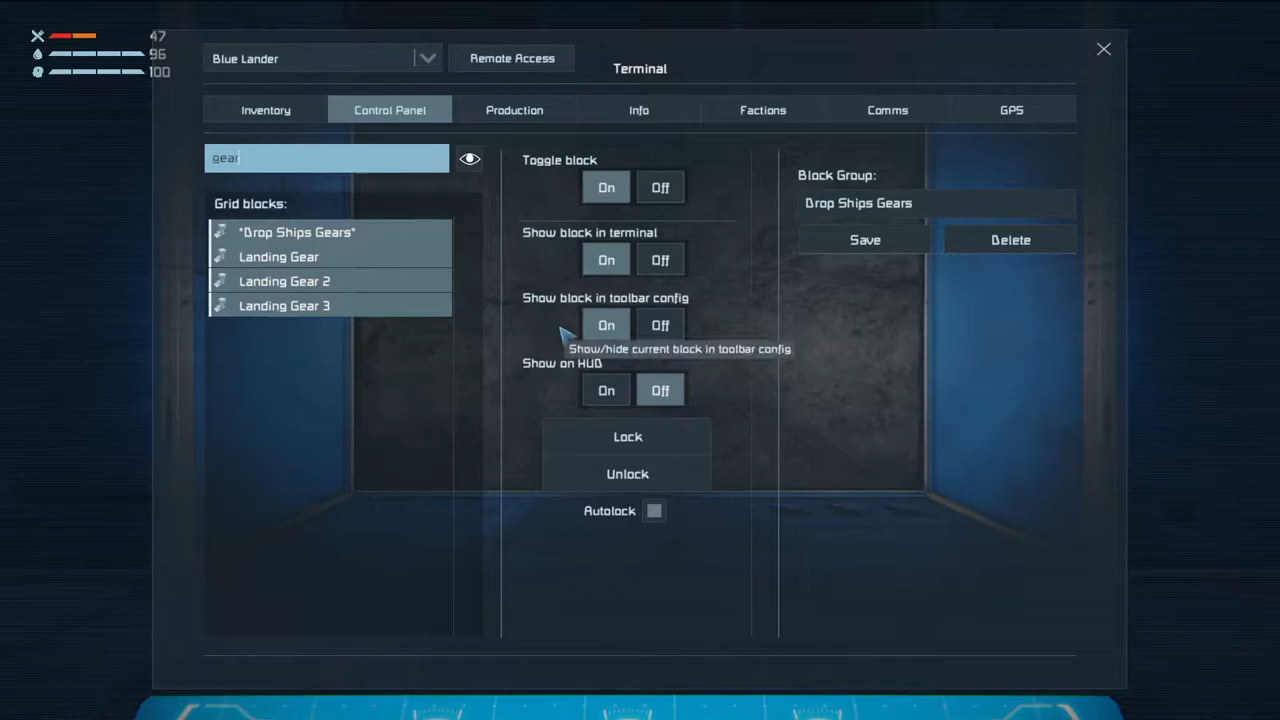 47
96
100
Blue Lander
Remote Access
Terminal
Inventory
Control Panel
Production
Info
Factions
Comms
GPS
gear
Grid blocks:
*Drop Ships Gears*
Landing Gear
Landing Gear 2
Landing Gear 3
Toggle block
On
Off
Show block in terminal
On
Off
Show block in toolbar config
On
Off
Show/hide current block in toolbar config
Show on HUD
On
Off
Lock
Unlock
Autolock
Block Group:
Drop Ships Gears
Save
Delete